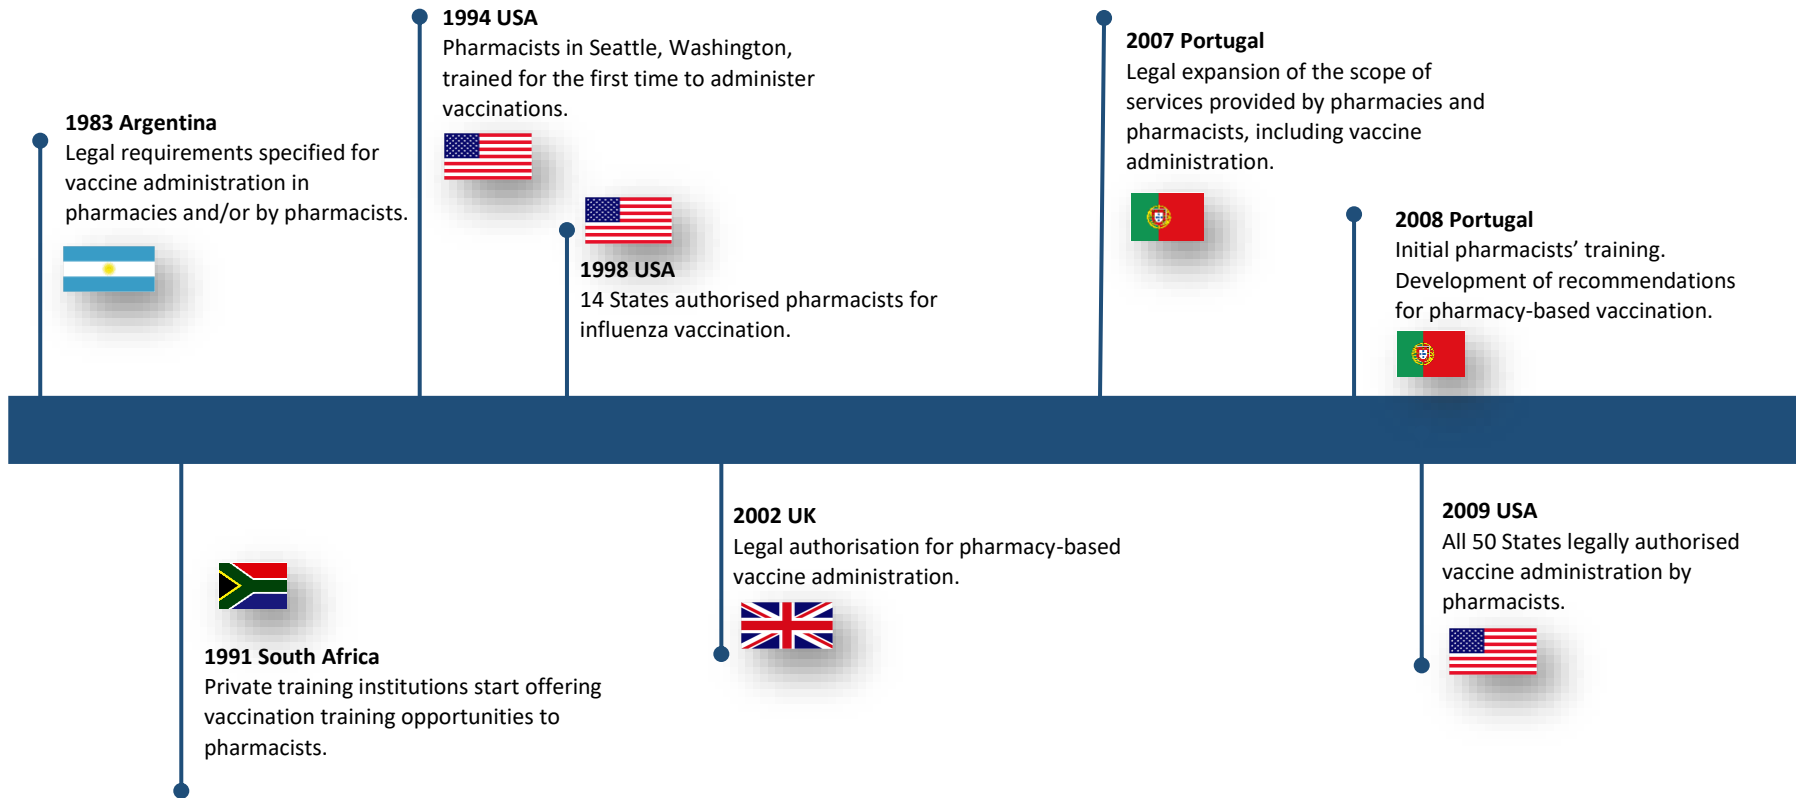 1983 Argentina
Legal requirements specified for
vaccine administration in
pharmacies and/or by pharmacists.
1991 South Africa
Private training institutions start offering
vaccination training opportunities to
pharmacists.
1994 USA
Pharmacists in Seattle, Washington,
trained for the first time to administer
vaccinations.
1998 USA
14 States authorised pharmacists for
influenza vaccination.
2002 UK
Legal authorisation for pharmacy-based
vaccine administration.
2007 Portugal
Legal expansion of the scope of
services provided by pharmacies and
pharmacists, including vaccine
administration.
2008 Portugal
Initial pharmacists’ training.
Development of recommendations
for pharmacy-based vaccination.
2009 USA
All 50 States legally authorised
vaccine administration by
pharmacists.